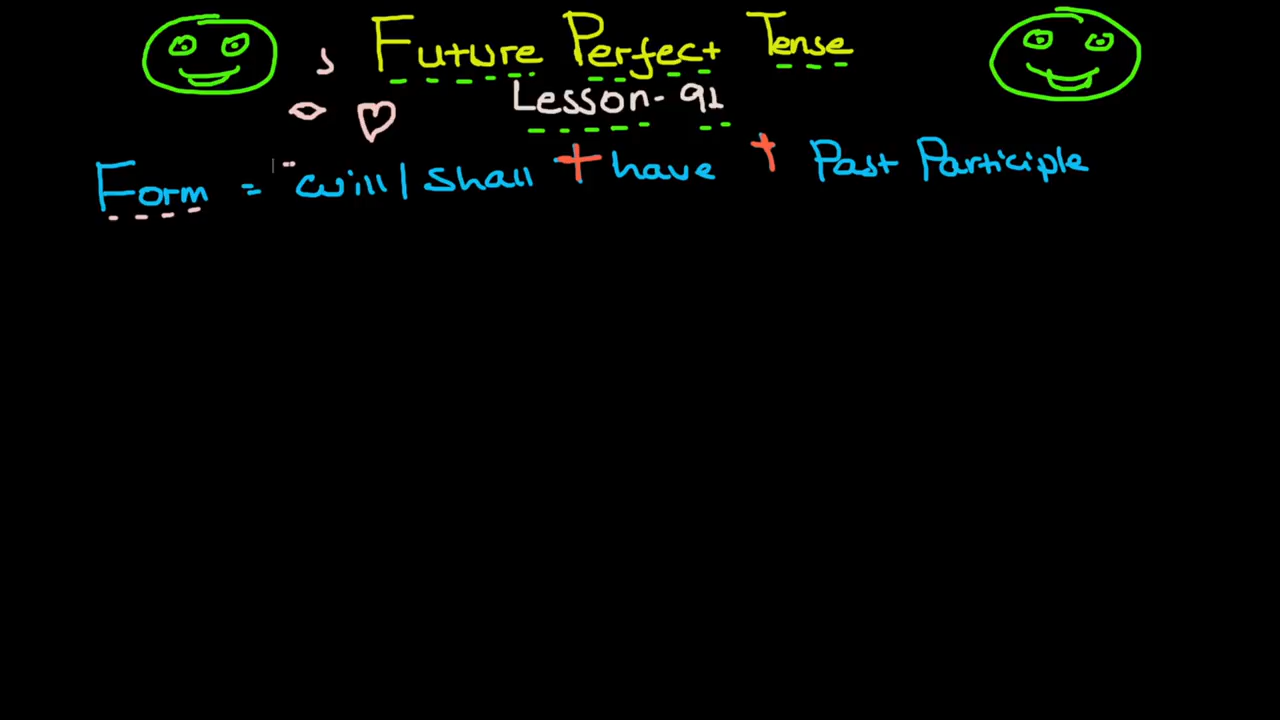 Future Perfect Tense
Lesson-91
Form = "will/shall + have + Past Participle